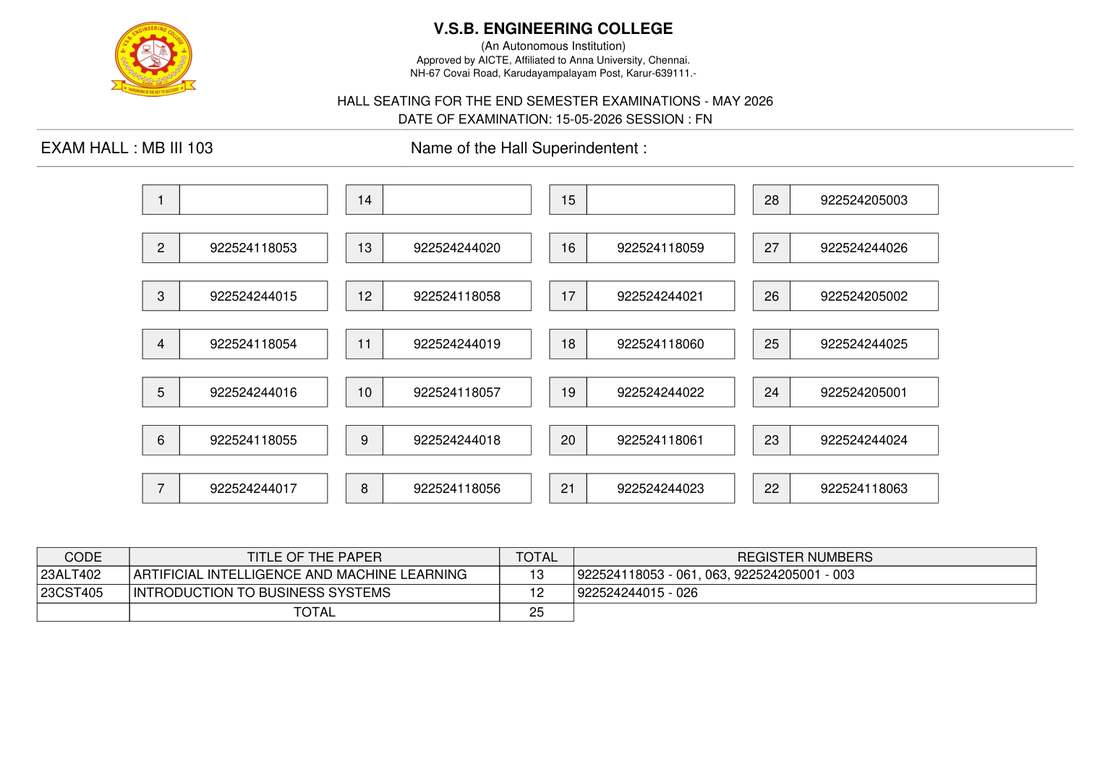 V.S.B. ENGINEERING COLLEGE
(An Autonomous Institution)
Approved by AICTE, Affiliated to Anna University, Chennai.
NH-67 Covai Road, Karudayampalayam Post, Karur-639111.-
HALL SEATING FOR THE END SEMESTER EXAMINATIONS - MAY 2026
DATE OF EXAMINATION: 15-05-2026 SESSION : FN
EXAM HALL : MB III 103 Name of the Hall Superindentent :
1 14 15 28 922524205003
2 922524118053 13 922524244020 16 922524118059 27 922524244026
3 922524244015 12 922524118058 17 922524244021 26 922524205002
4 922524118054 11 922524244019 18 922524118060 25 922524244025
5 922524244016 10 922524118057 19 922524244022 24 922524205001
6 922524118055 9 922524244018 20 922524118061 23 922524244024
7 922524244017 8 922524118056 21 922524244023 22 922524118063
CODE TITLE OF THE PAPER TOTAL REGISTER NUMBERS
23ALT402 ARTIFICIAL INTELLIGENCE AND MACHINE LEARNING 13 922524118053 - 061, 063, 922524205001 - 003
23CST405 INTRODUCTION TO BUSINESS SYSTEMS 12 922524244015 - 026
TOTAL 25